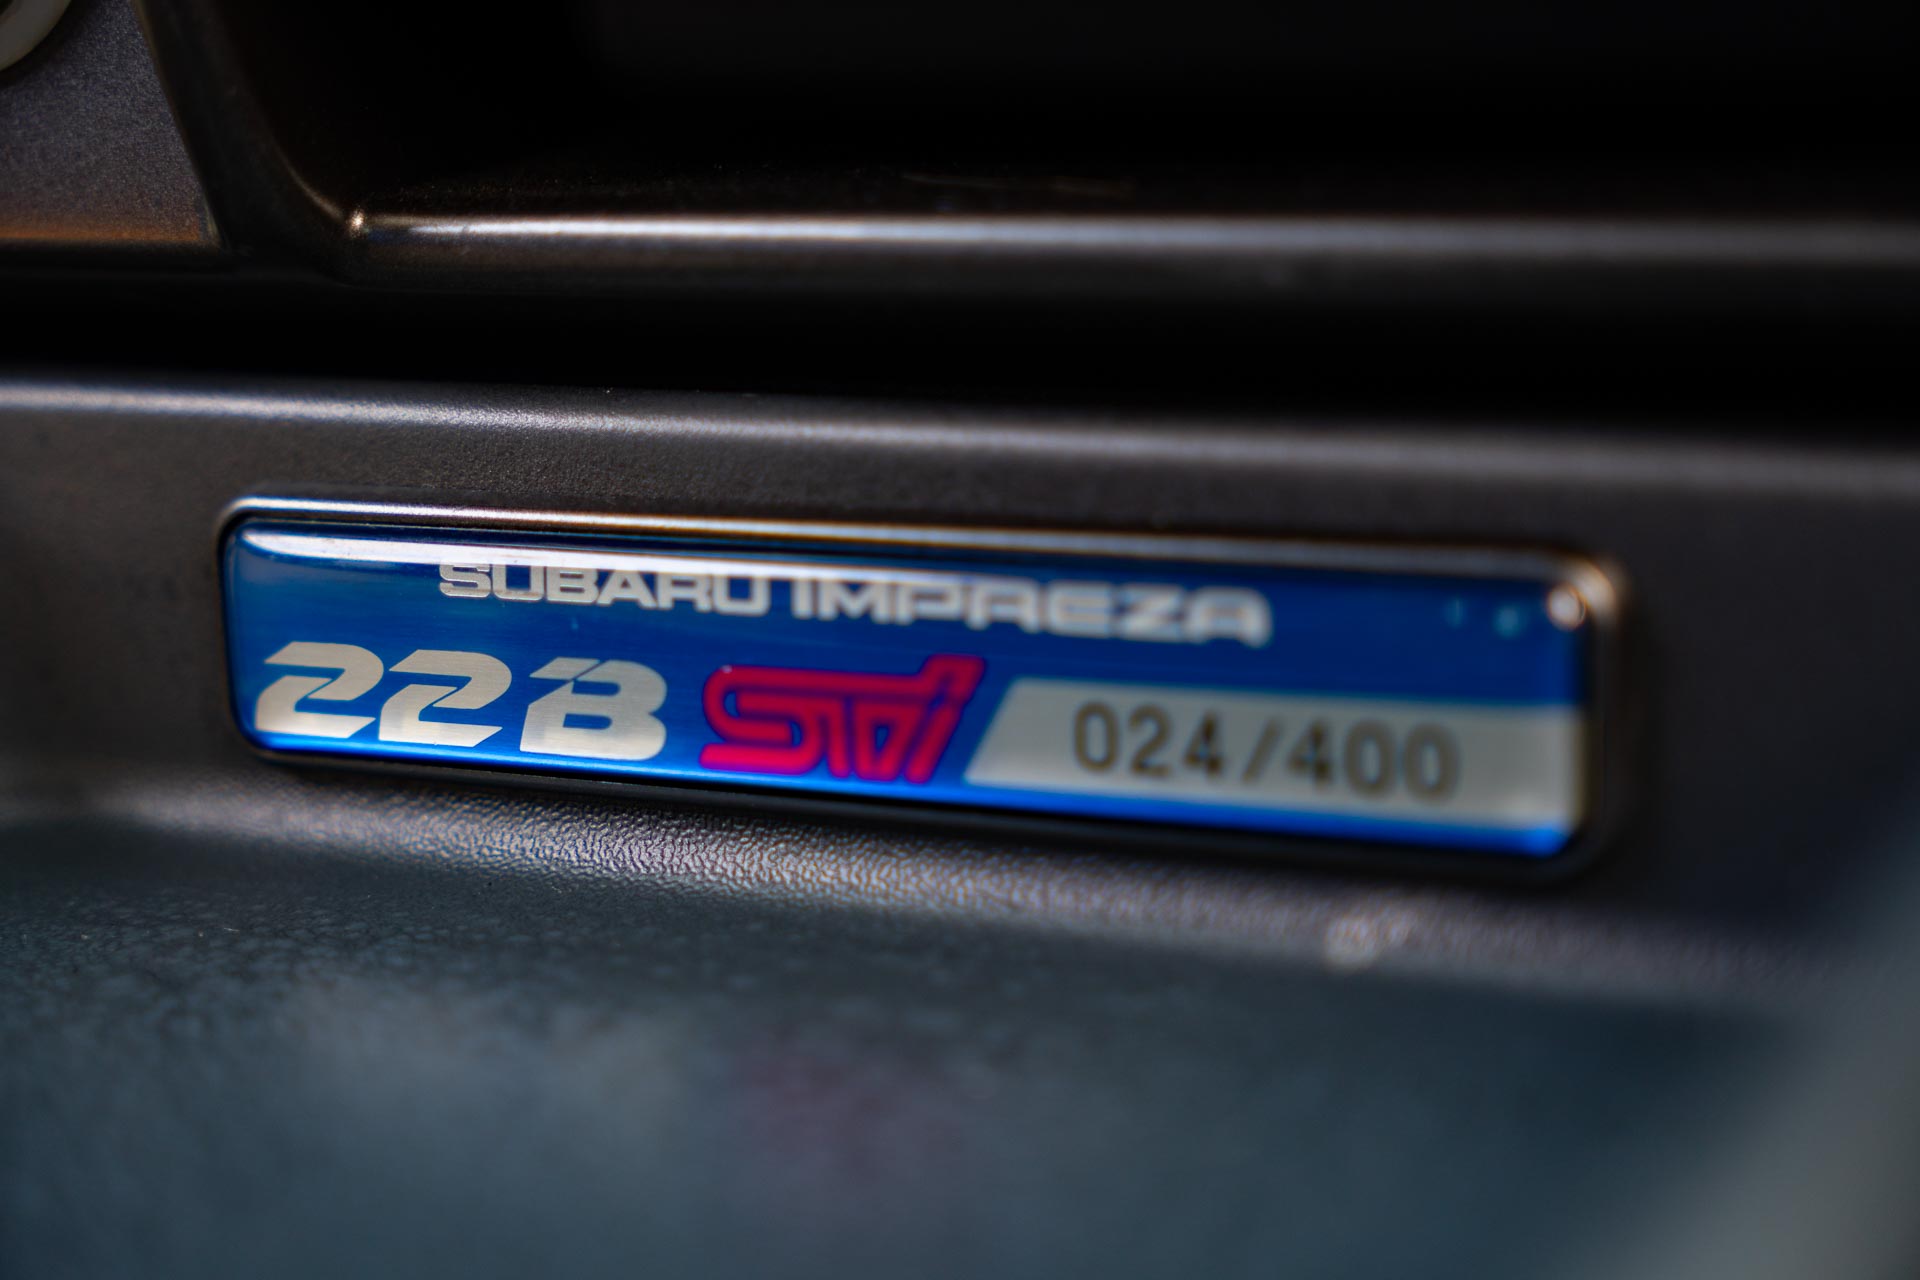 SUBARU IMPREZA
22B STi 024/400